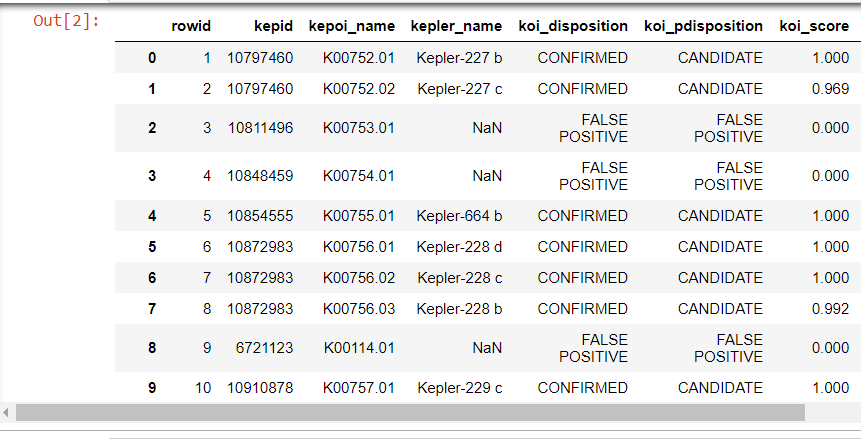 Out[2]:
rowid kepid kepoi_name kepler_name koi_disposition koi_pdisposition koi_score
0 1 10797460 K00752.01 Kepler-227 b CONFIRMED CANDIDATE 1.000
1 2 10797460 K00752.02 Kepler-227 c CONFIRMED CANDIDATE 0.969
2 3 10811496 K00753.01 NaN FALSE POSITIVE FALSE POSITIVE 0.000
3 4 10848459 K00754.01 NaN FALSE POSITIVE FALSE POSITIVE 0.000
4 5 10854555 K00755.01 Kepler-664 b CONFIRMED CANDIDATE 1.000
5 6 10872983 K00756.01 Kepler-228 d CONFIRMED CANDIDATE 1.000
6 7 10872983 K00756.02 Kepler-228 c CONFIRMED CANDIDATE 1.000
7 8 10872983 K00756.03 Kepler-228 b CONFIRMED CANDIDATE 0.992
8 9 6721123 K00114.01 NaN FALSE POSITIVE FALSE POSITIVE 0.000
9 10 10910878 K00757.01 Kepler-229 c CONFIRMED CANDIDATE 1.000